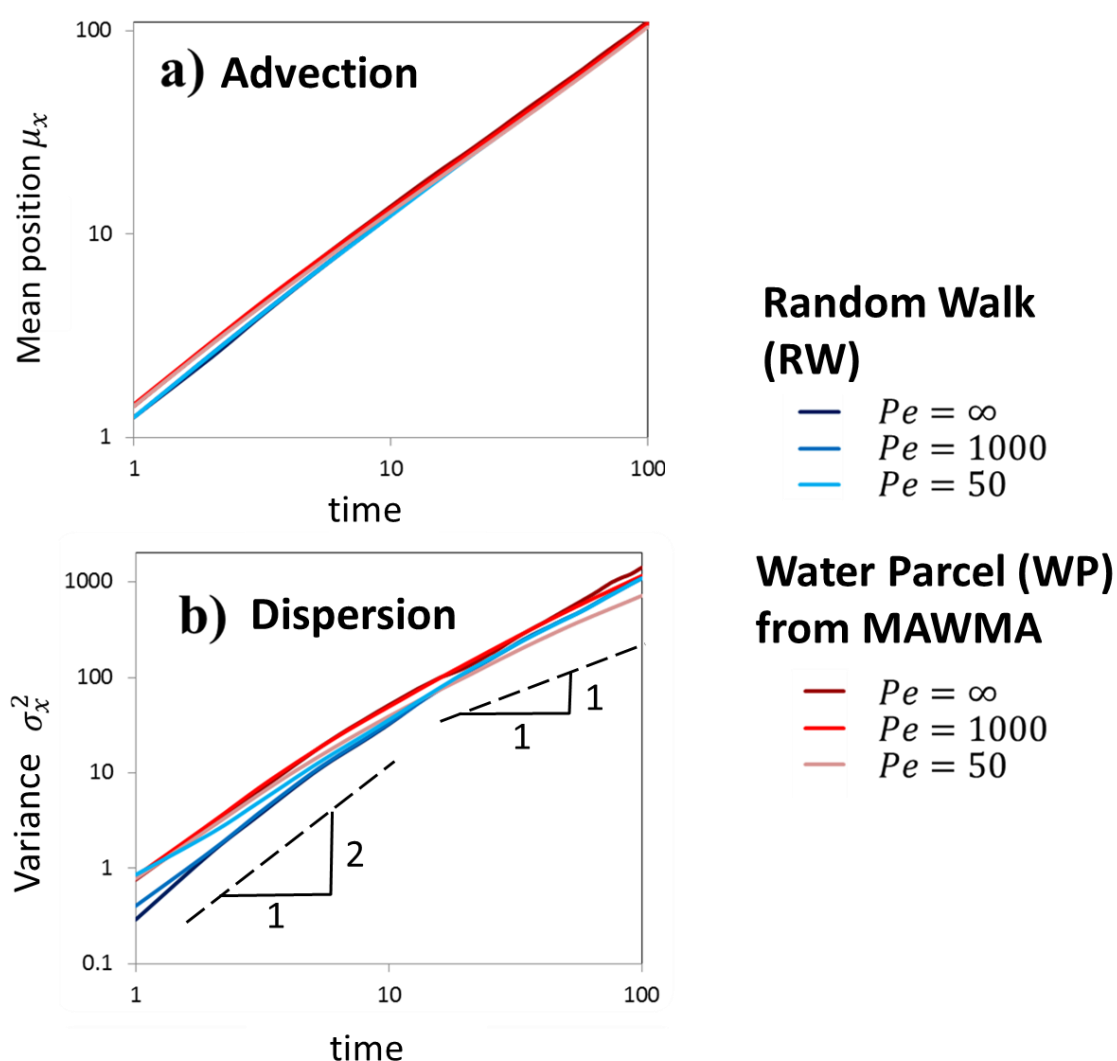 a) Advection
Mean position μₓ
100
10
1
1
10
100
time
b) Dispersion
Variance σₓ²
1000
100
10
1
0.1
1
2
1
1
1
10
100
time
Random Walk
(RW)
Pe = ∞
Pe = 1000
Pe = 50
Water Parcel (WP)
from MAWMA
Pe = ∞
Pe = 1000
Pe = 50